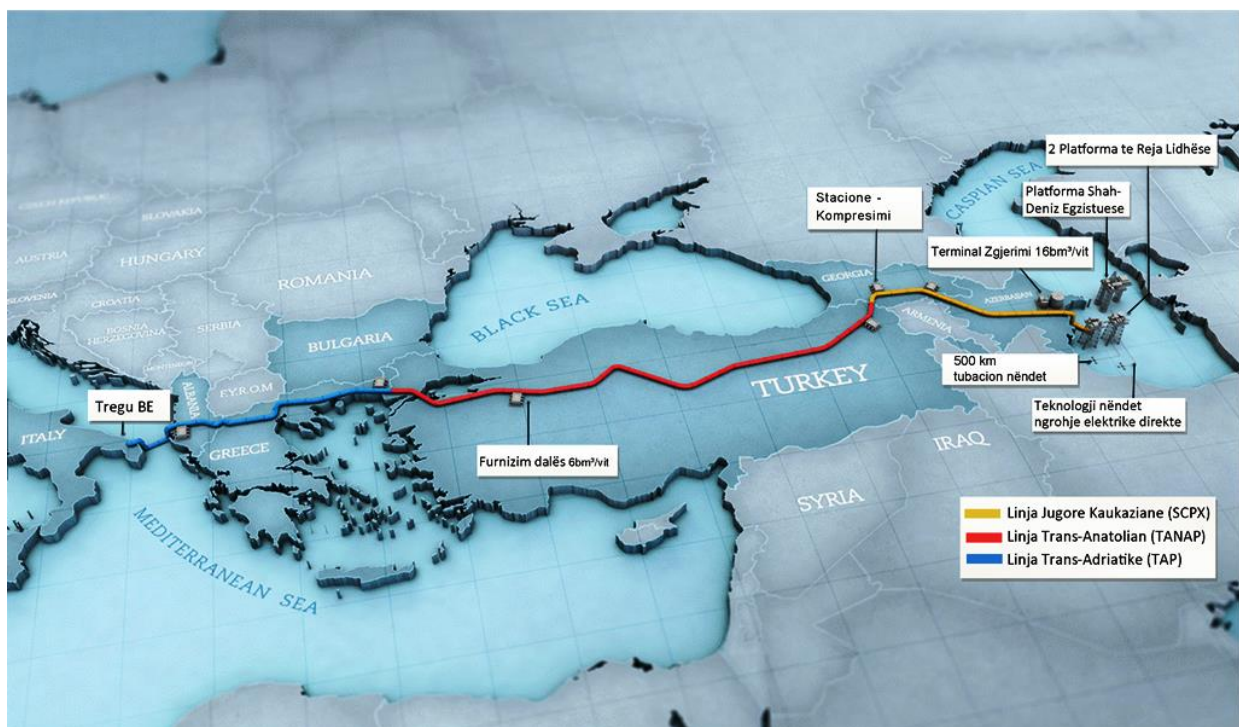 2 Platforma te Reja Lidhëse
Platforma Shah-
Deniz Egzistuese
CASPIAN SEA
Stacione -
Kompresimi
Terminal Zgjerimi 16bm³/vit
CZECH REPUBLIC
SLOVAKIA
AUSTRIA
HUNGARY
SLOVENIA
CROATIA
ROMANIA
BOSNIA
HERZEGOVINA
SERBIA
BLACK SEA
GEORGIA
AZERBAIJAN
ARMENIA
BULGARIA
F.Y.R.O.M
ALBANIA
TURKEY
500 km
tubacion nëndet
Teknologji nëndet
ngrohje elektrike direkte
Tregu BE
ITALY
GREECE
Furnizim dalës 6bm³/vit
IRAQ
SYRIA
MEDITERRANEAN SEA
Linja Jugore Kaukaziane (SCPX)
Linja Trans-Anatolian (TANAP)
Linja Trans-Adriatike (TAP)